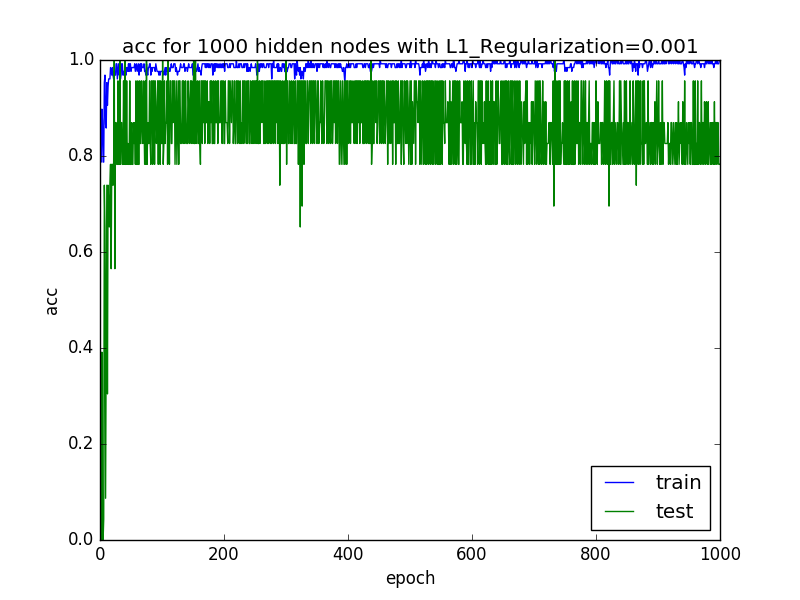 acc for 1000 hidden nodes with L1_Regularization=0.001
1.0
0.8
0.6
0.4
0.2
0.0
acc
0 200 400 600 800 1000
epoch
train
test